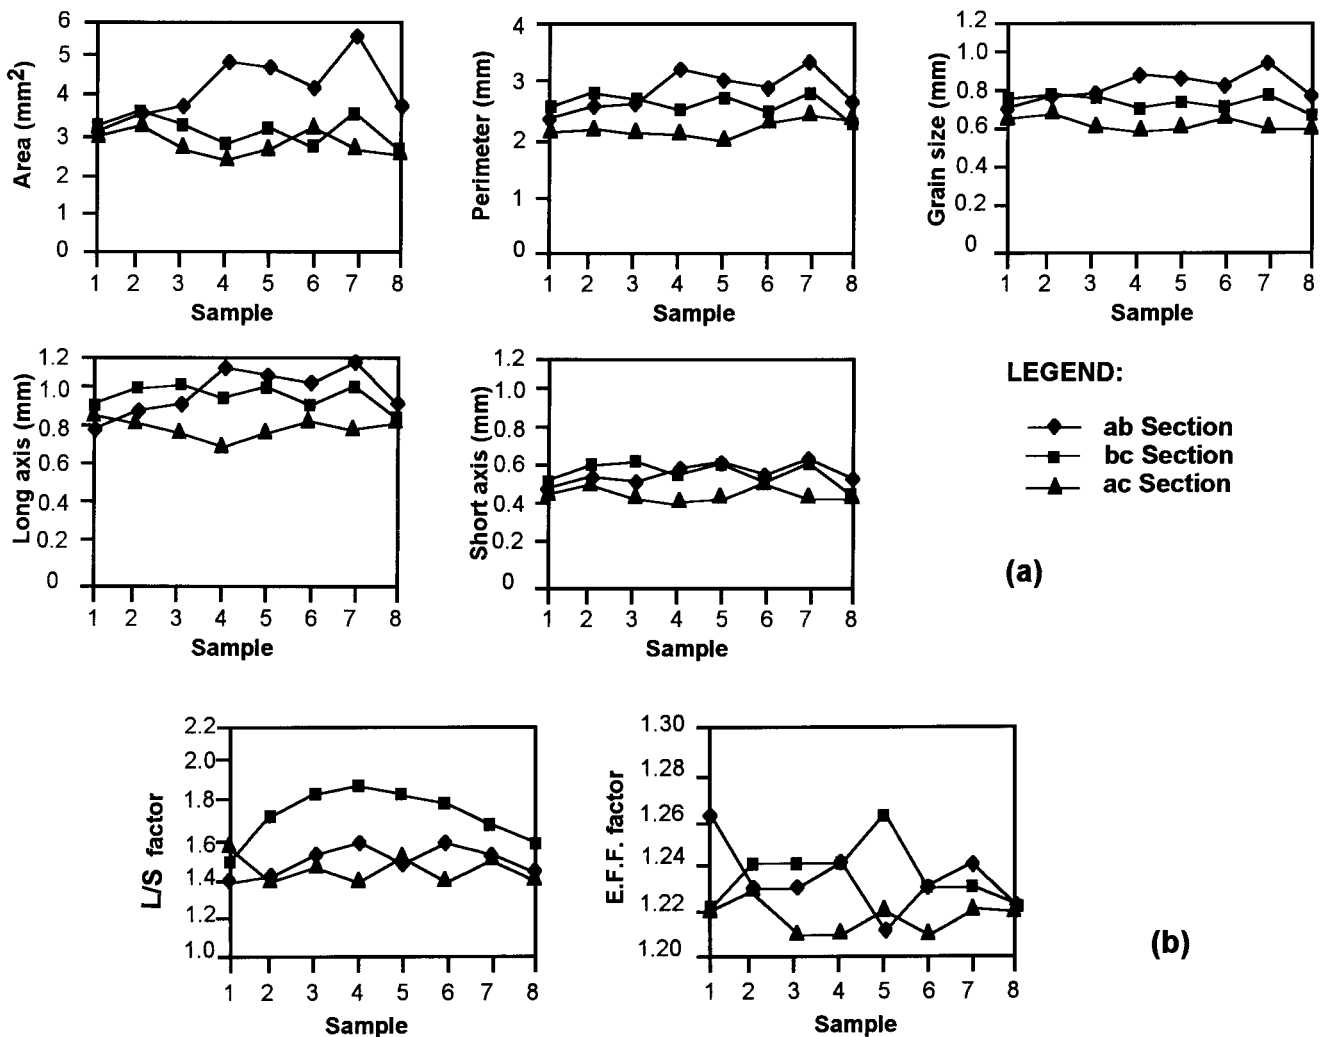 Area (mm²)
6
5
4
3
2
1
0
1 2 3 4 5 6 7 8
Sample
Perimeter (mm)
4
3
2
1
0
1 2 3 4 5 6 7 8
Sample
Grain size (mm)
1.2
1.0
0.8
0.6
0.4
0.2
0
1 2 3 4 5 6 7 8
Sample
Long axis (mm)
1.2
1.0
0.8
0.6
0.4
0.2
0
1 2 3 4 5 6 7 8
Sample
Short axis (mm)
1.2
1.0
0.8
0.6
0.4
0.2
0
1 2 3 4 5 6 7 8
Sample
LEGEND:
ab Section
bc Section
ac Section
(a)
L/S factor
2.2
2.0
1.8
1.6
1.4
1.2
1.0
1 2 3 4 5 6 7 8
Sample
E.F.F. factor
1.30
1.28
1.26
1.24
1.22
1.20
1 2 3 4 5 6 7 8
Sample
(b)